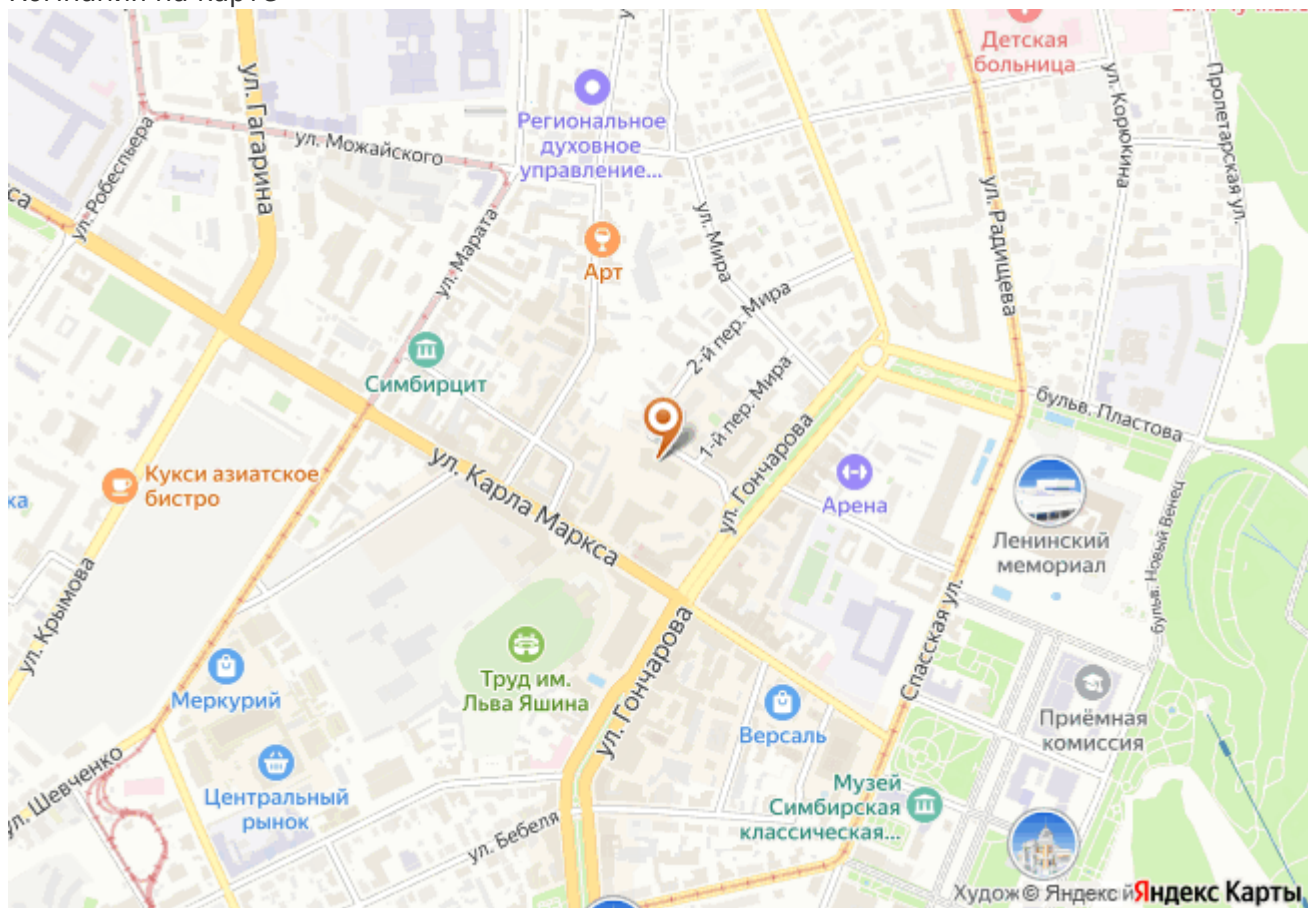 Детская
больница
ул. Гагарина
Региональное
духовное
управление...
ул. Корюкина
Пролетарская ул.
ул. Робеспьера
ул. Можайского
са
ул. Марата
ул. Мира
ул. Радищева
Арт
2-й пер. Мира
Симбирцит
1-й пер. Мира
бульв. Пластова
Кукси азиатское
бистро
ха
ул. Карла Маркса
ул. Гончарова
Арена
Ленинский
мемориал
бульв. Новый Венец
ул. Крымова
Спасская ул.
Труд им.
Льва Яшина
Меркурий
ул. Гончарова
Версаль
Приёмная
комиссия
ул. Шевченко
Центральный
рынок
Музей
Симбирская
классическая...
ул. Бебеля
Худож © Яндекс й Яндекс Карты